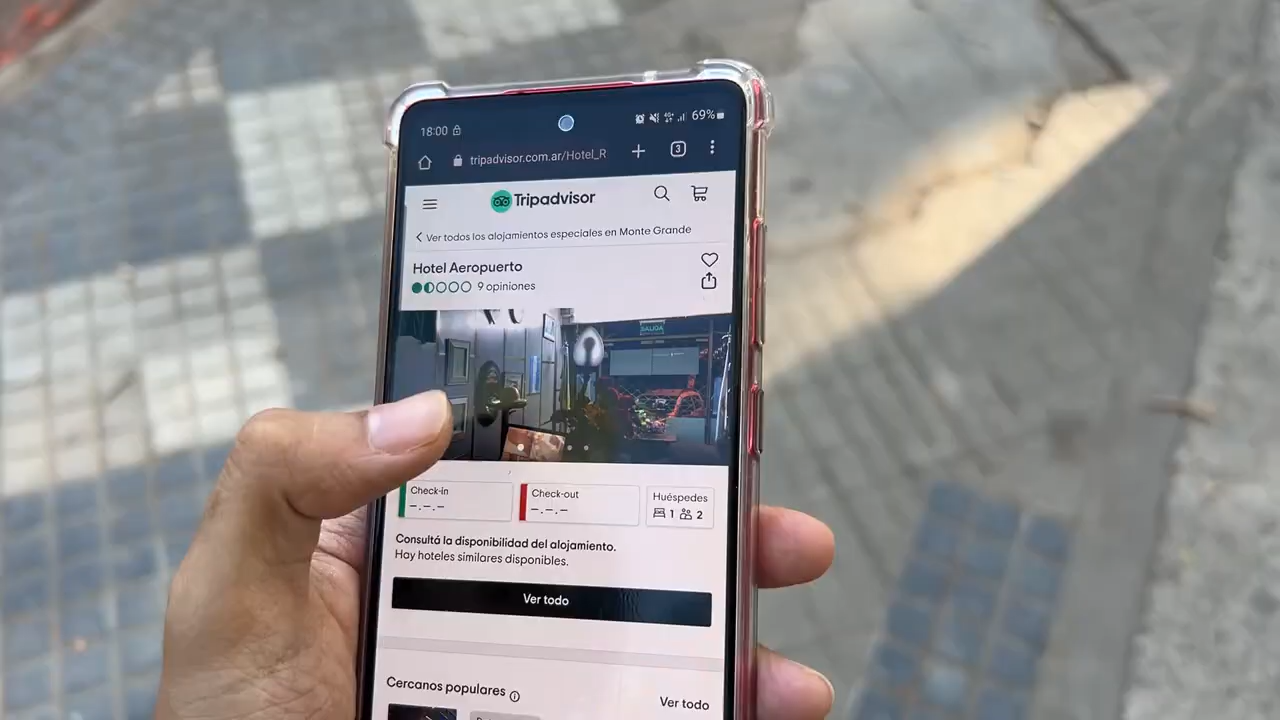 18:00
4G+
69%
tripadvisor.com.ar/Hotel_R
3
Tripadvisor
Ver todos los alojamientos especiales en Monte Grande
Hotel Aeropuerto
9 opiniones
SALIDA
Check-in
-.-.-
Check-out
-.-.-
Huéspedes
1 2
Consultá la disponibilidad del alojamiento.
Hay hoteles similares disponibles.
Ver todo
Cercanos populares
Ver todo